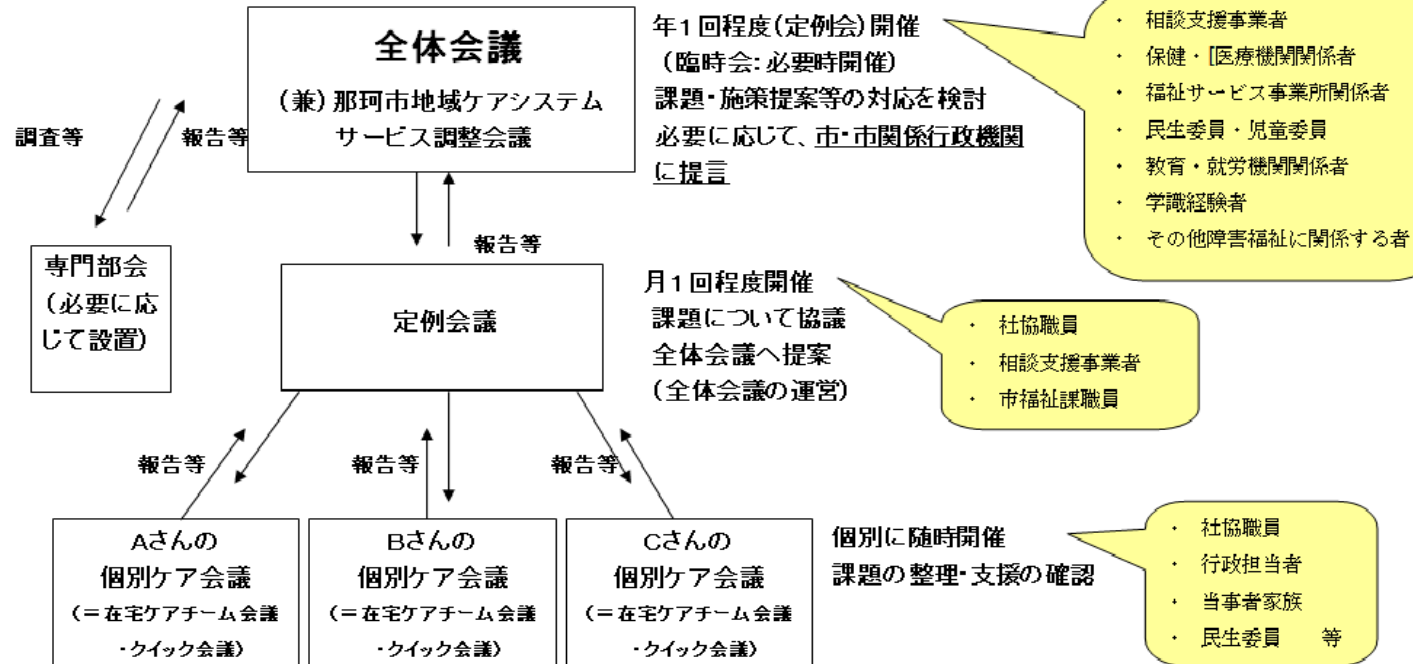 全体会議
(兼)那珂市地域ケアシステム
サービス調整会議
年1回程度(定例会)開催
(臨時会:必要時開催)
課題・施策提案等の対応を検討
必要に応じて、市・市関係行政機関
に提言
・ 相談支援事業者
・ 保健・[医療機関関係者
・ 福祉サービス事業所関係者
・ 民生委員・児童委員
・ 教育・就労機関関係者
・ 学識経験者
・ その他障害福祉に関係する者
調査等
報告等
専門部会
(必要に応
じて設置)
報告等
定例会議
月1回程度開催
課題について協議
全体会議へ提案
(全体会議の運営)
・ 社協職員
・ 相談支援事業者
・ 市福祉課職員
報告等
報告等
報告等
Aさんの
個別ケア会議
(=在宅ケアチーム会議
・クイック会議)
Bさんの
個別ケア会議
(=在宅ケアチーム会議
・クイック会議)
Cさんの
個別ケア会議
(=在宅ケアチーム会議
・クイック会議)
個別に随時開催
課題の整理・支援の確認
・ 社協職員
・ 行政担当者
・ 当事者家族
・ 民生委員 等